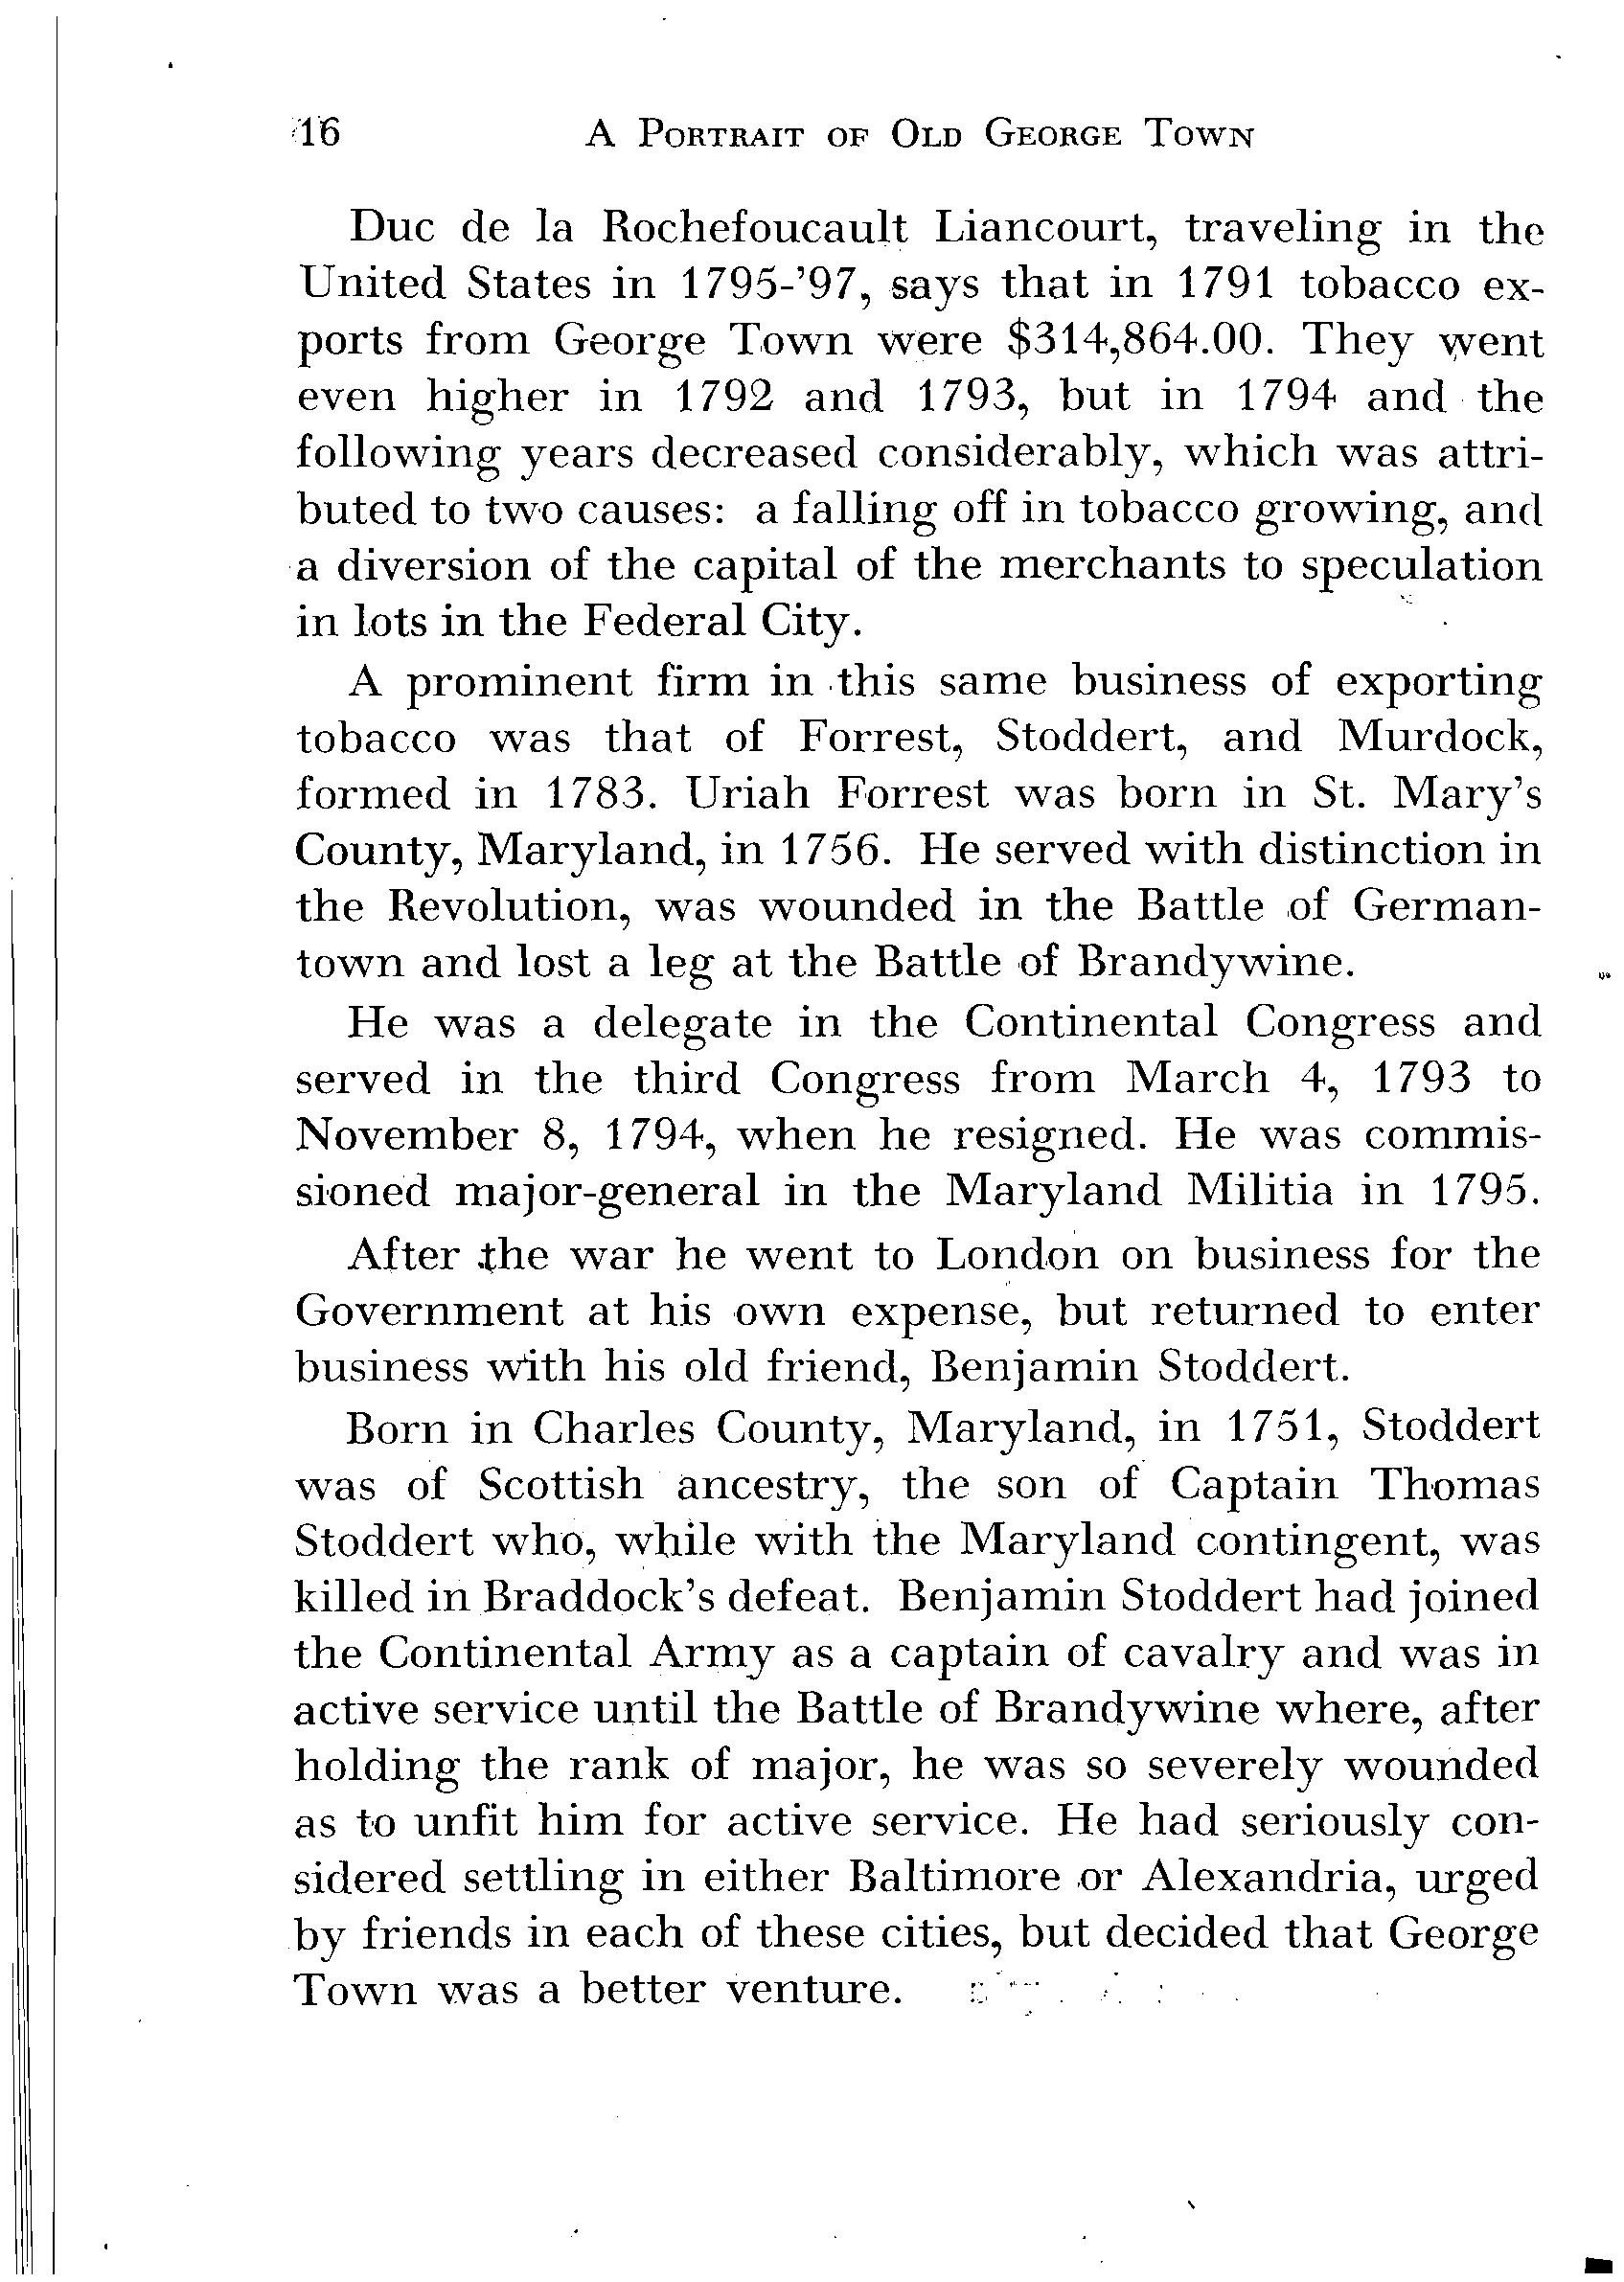 16 A Portrait of Old George Town
Duc de la Rochefoucault Liancourt, traveling in the
United States in 1795-'97, says that in 1791 tobacco ex-
ports from George Town were $314,864.00. They went
even higher in 1792 and 1793, but in 1794 and the
following years decreased considerably, which was attri-
buted to two causes: a falling off in tobacco growing, and
a diversion of the capital of the merchants to speculation
in lots in the Federal City.
A prominent firm in this same business of exporting
tobacco was that of Forrest, Stoddert, and Murdock,
formed in 1783. Uriah Forrest was born in St. Mary's
County, Maryland, in 1756. He served with distinction in
the Revolution, was wounded in the Battle of German-
town and lost a leg at the Battle of Brandywine.
He was a delegate in the Continental Congress and
served in the third Congress from March 4, 1793 to
November 8, 1794, when he resigned. He was commis-
sioned major-general in the Maryland Militia in 1795.
After the war he went to London on business for the
Government at his own expense, but returned to enter
business with his old friend, Benjamin Stoddert.
Born in Charles County, Maryland, in 1751, Stoddert
was of Scottish ancestry, the son of Captain Thomas
Stoddert who, while with the Maryland contingent, was
killed in Braddock's defeat. Benjamin Stoddert had joined
the Continental Army as a captain of cavalry and was in
active service until the Battle of Brandywine where, after
holding the rank of major, he was so severely wounded
as to unfit him for active service. He had seriously con-
sidered settling in either Baltimore or Alexandria, urged
by friends in each of these cities, but decided that George
Town was a better venture.